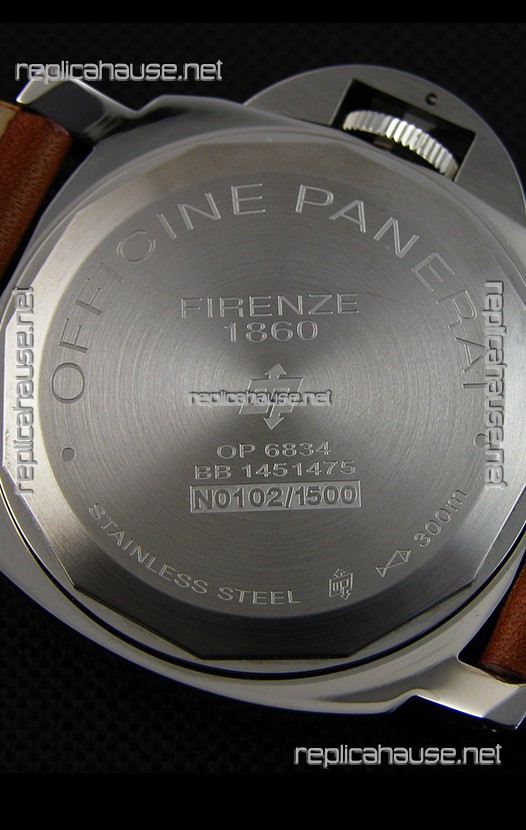 replicahause.net
OFFICINE PANERAI
FIRENZE
1860
replicahause.net
replicahause.net
replicahause.net
OP 6834
BB 1451475
N0102/1500
STAINLESS STEEL
300m
replicahause.net